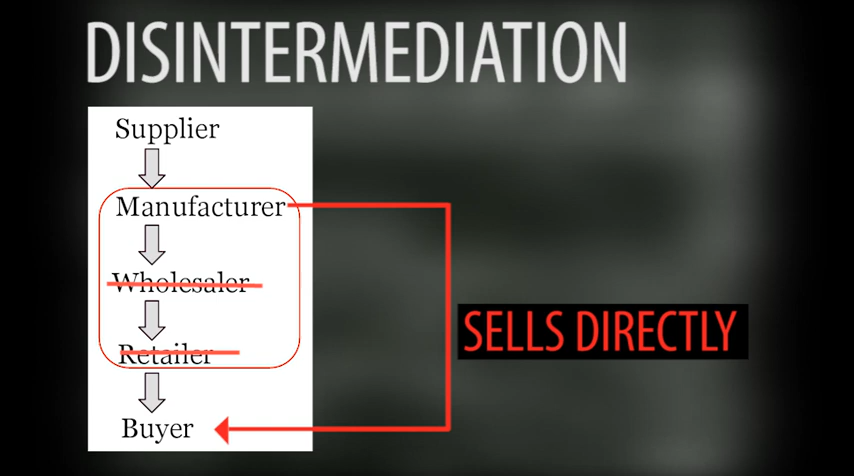 DISINTERMEDIATION
Supplier
Manufacturer
Wholesaler
Retailer
Buyer
SELLS DIRECTLY